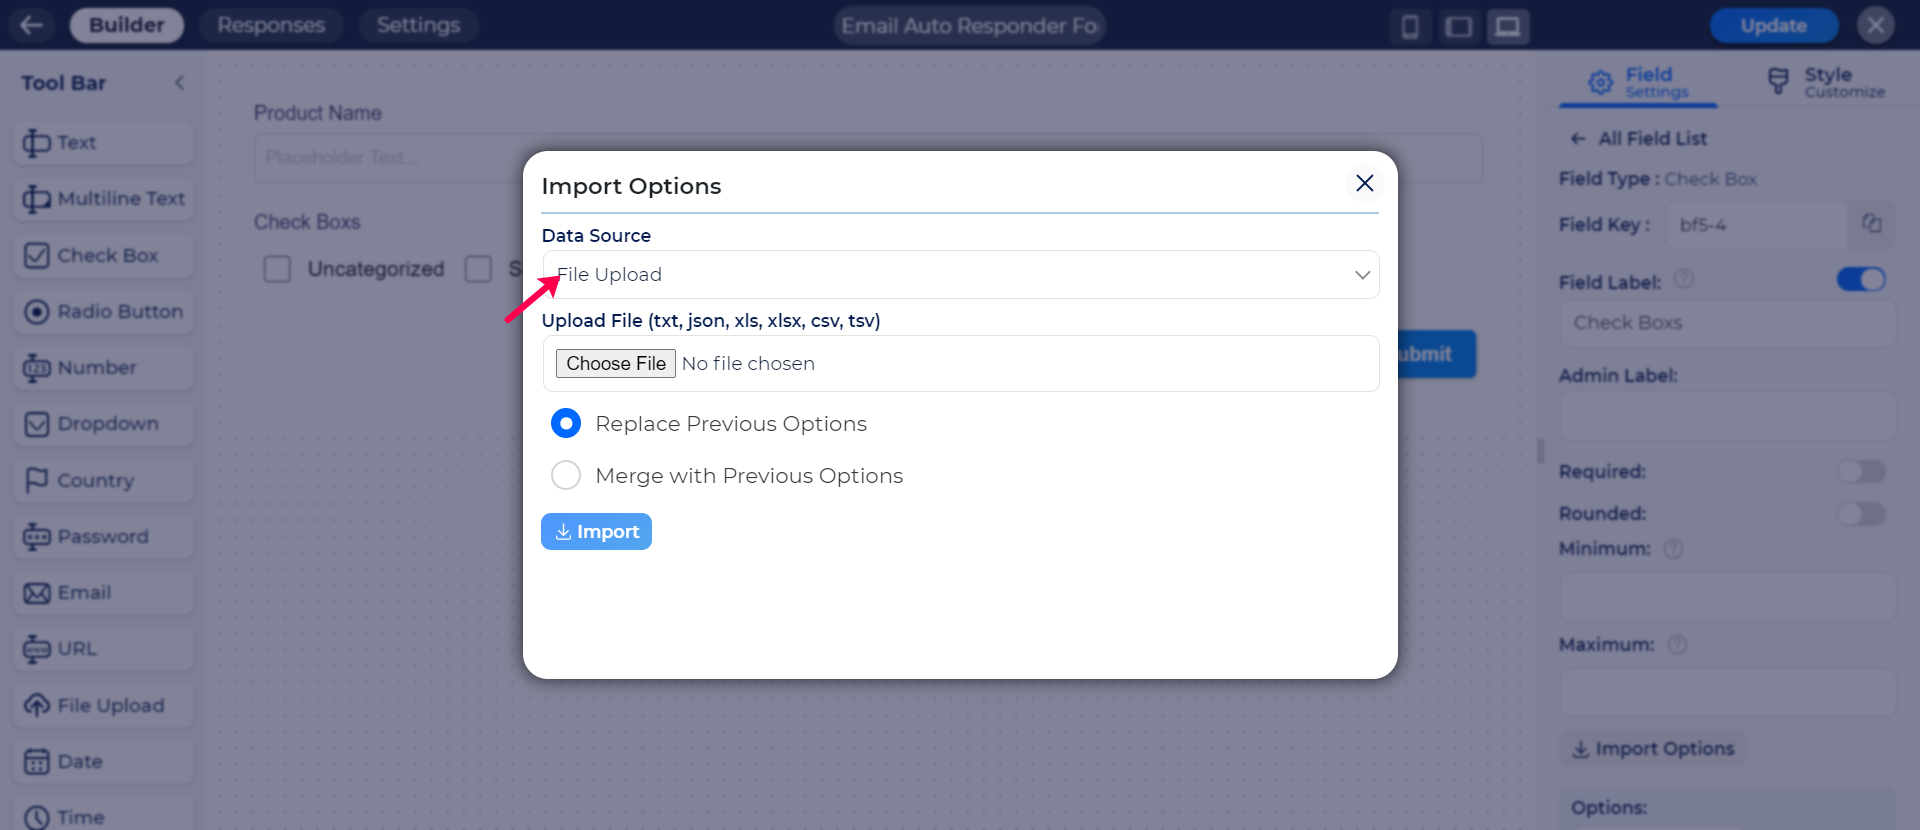 Builder
Responses
Settings
Email Auto Responder Fo
Update
Tool Bar
Text
Multiline Text
Check Box
Radio Button
Number
Dropdown
Country
Password
Email
URL
File Upload
Date
Time
Product Name
Placeholder Text...
Check Boxs
Uncategorized
S
ubmit
Import Options
Data Source
File Upload
Upload File (txt, json, xls, xlsx, csv, tsv)
Choose File No file chosen
Replace Previous Options
Merge with Previous Options
Import
Field
Settings
Style
Customize
All Field List
Field Type : Check Box
Field Key : bf5-4
Field Label:
Check Boxs
Admin Label:
Required:
Rounded:
Minimum:
Maximum:
Import Options
Options: